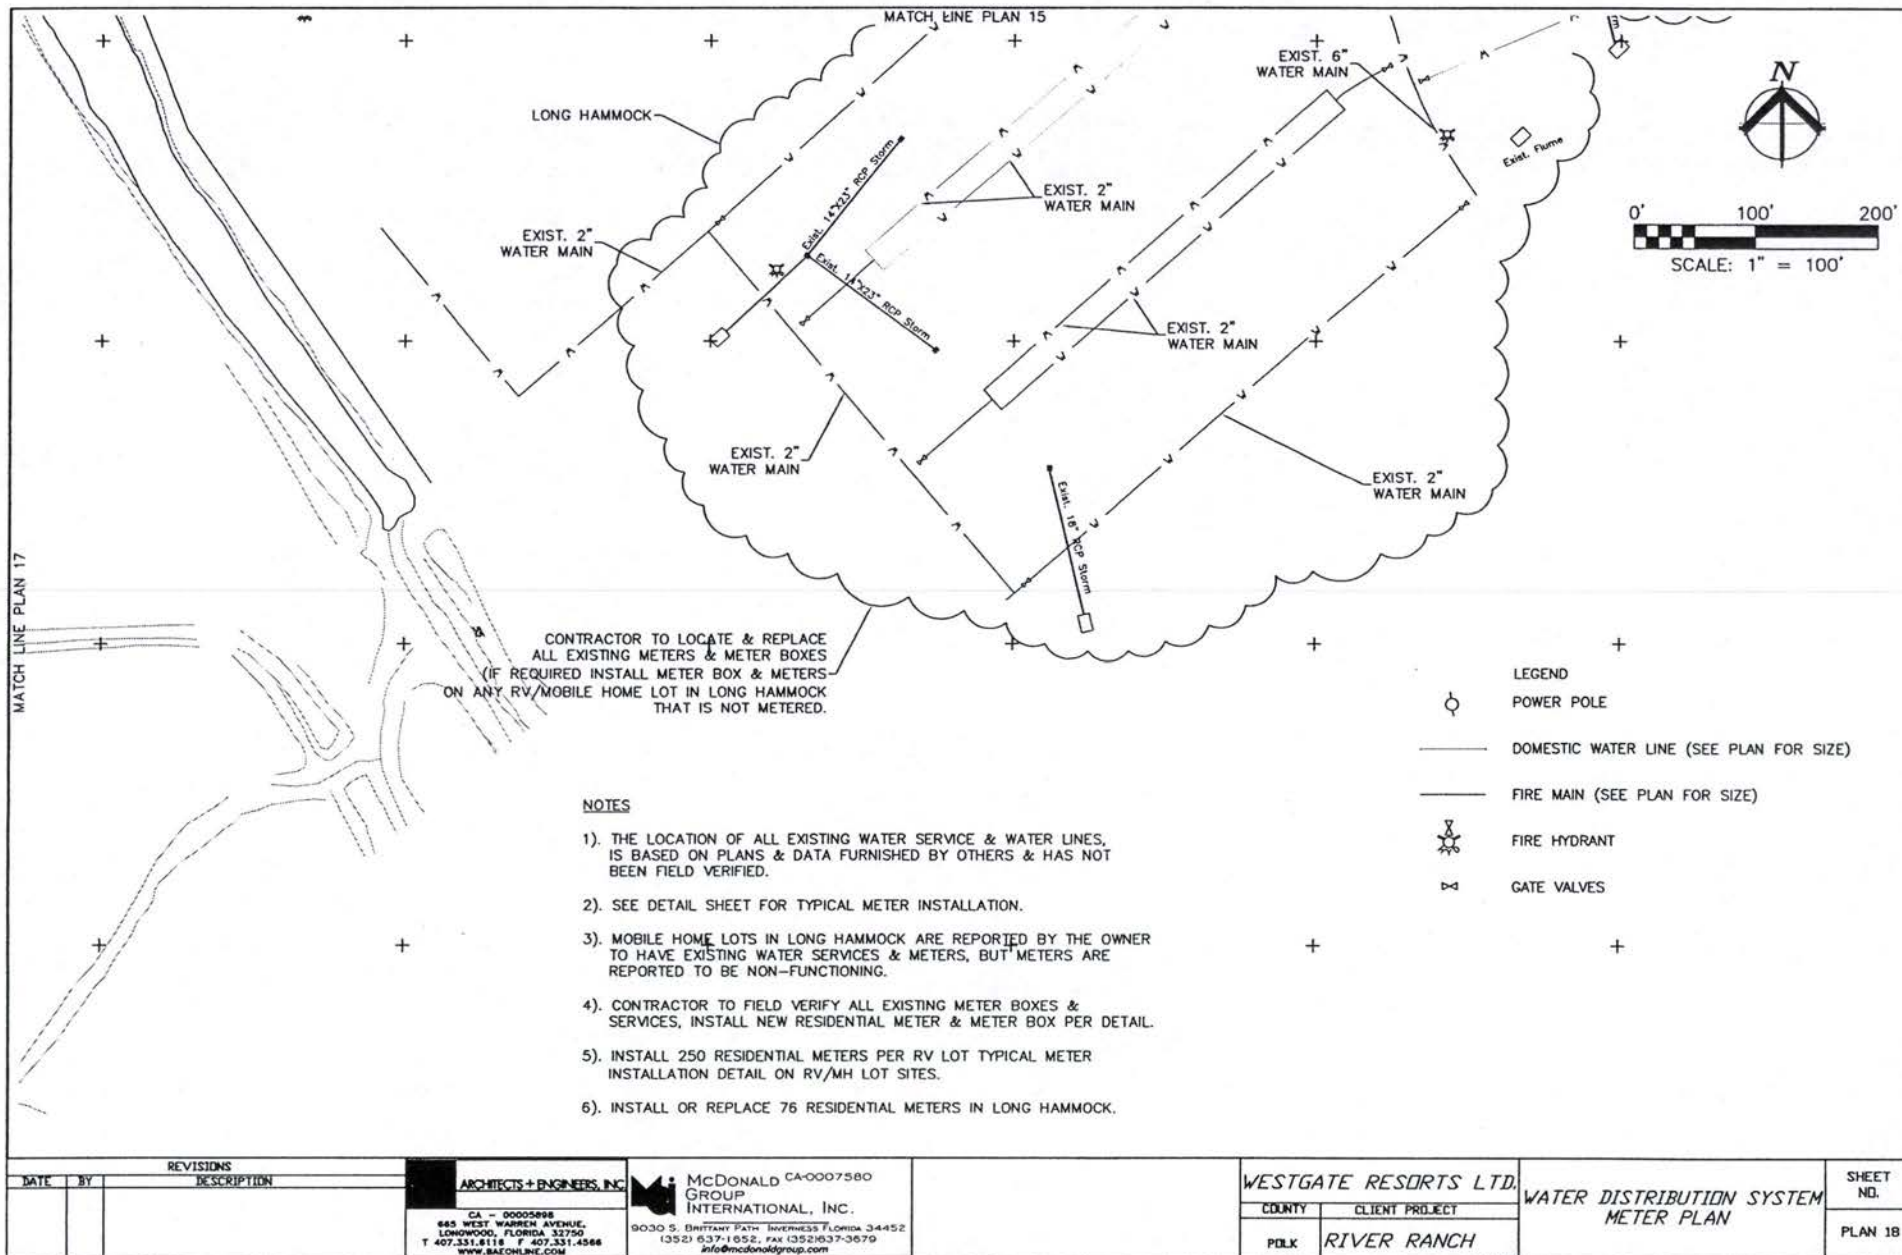 MATCH LINE PLAN 15
EXIST. 6"
WATER MAIN
N
LONG HAMMOCK
Exist. Flume
Exist. 14"X23" RCP Storm
EXIST. 2"
WATER MAIN
0' 100' 200'
SCALE: 1" = 100'
EXIST. 2"
WATER MAIN
Exist. 14"X23" RCP Storm
EXIST. 2"
WATER MAIN
EXIST. 2"
WATER MAIN
EXIST. 2"
WATER MAIN
Exist. 18" RCP Storm
MATCH LINE PLAN 17
CONTRACTOR TO LOCATE & REPLACE
ALL EXISTING METERS & METER BOXES
(IF REQUIRED INSTALL METER BOX & METERS
ON ANY RV/MOBILE HOME LOT IN LONG HAMMOCK
THAT IS NOT METERED.
LEGEND
POWER POLE
DOMESTIC WATER LINE (SEE PLAN FOR SIZE)
FIRE MAIN (SEE PLAN FOR SIZE)
FIRE HYDRANT
GATE VALVES
NOTES
1). THE LOCATION OF ALL EXISTING WATER SERVICE & WATER LINES,
IS BASED ON PLANS & DATA FURNISHED BY OTHERS & HAS NOT
BEEN FIELD VERIFIED.
2). SEE DETAIL SHEET FOR TYPICAL METER INSTALLATION.
3). MOBILE HOME LOTS IN LONG HAMMOCK ARE REPORTED BY THE OWNER
TO HAVE EXISTING WATER SERVICES & METERS, BUT METERS ARE
REPORTED TO BE NON-FUNCTIONING.
4). CONTRACTOR TO FIELD VERIFY ALL EXISTING METER BOXES &
SERVICES, INSTALL NEW RESIDENTIAL METER & METER BOX PER DETAIL.
5). INSTALL 250 RESIDENTIAL METERS PER RV LOT TYPICAL METER
INSTALLATION DETAIL ON RV/MH LOT SITES.
6). INSTALL OR REPLACE 76 RESIDENTIAL METERS IN LONG HAMMOCK.
REVISIONS
DATE BY DESCRIPTION
ARCHITECTS + ENGINEERS, INC
CA - 00005898
665 WEST WARREN AVENUE,
LONGWOOD, FLORIDA 32750
T 407.331.6116 F 407.331.4566
WWW.BAEONLINE.COM
MCDONALD CA-0007580
GROUP
INTERNATIONAL, INC.
9030 S. BRITTANY PATH INVERNESS FLORIDA 34452
(352) 637-1652, FAX (352)637-3679
info@mcdonaldgroup.com
WESTGATE RESORTS LTD.
COUNTY CLIENT PROJECT
POLK RIVER RANCH
WATER DISTRIBUTION SYSTEM
METER PLAN
SHEET
NO.
PLAN 18